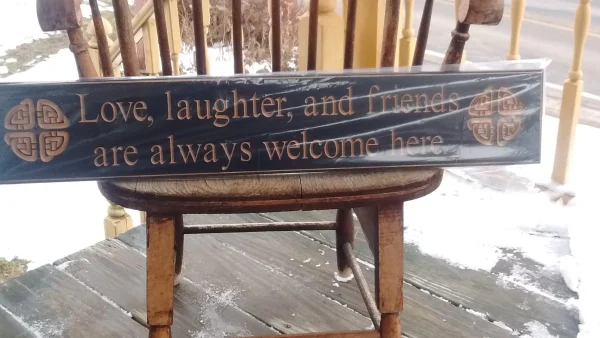 Love, laughter, and friends
are always welcome here.